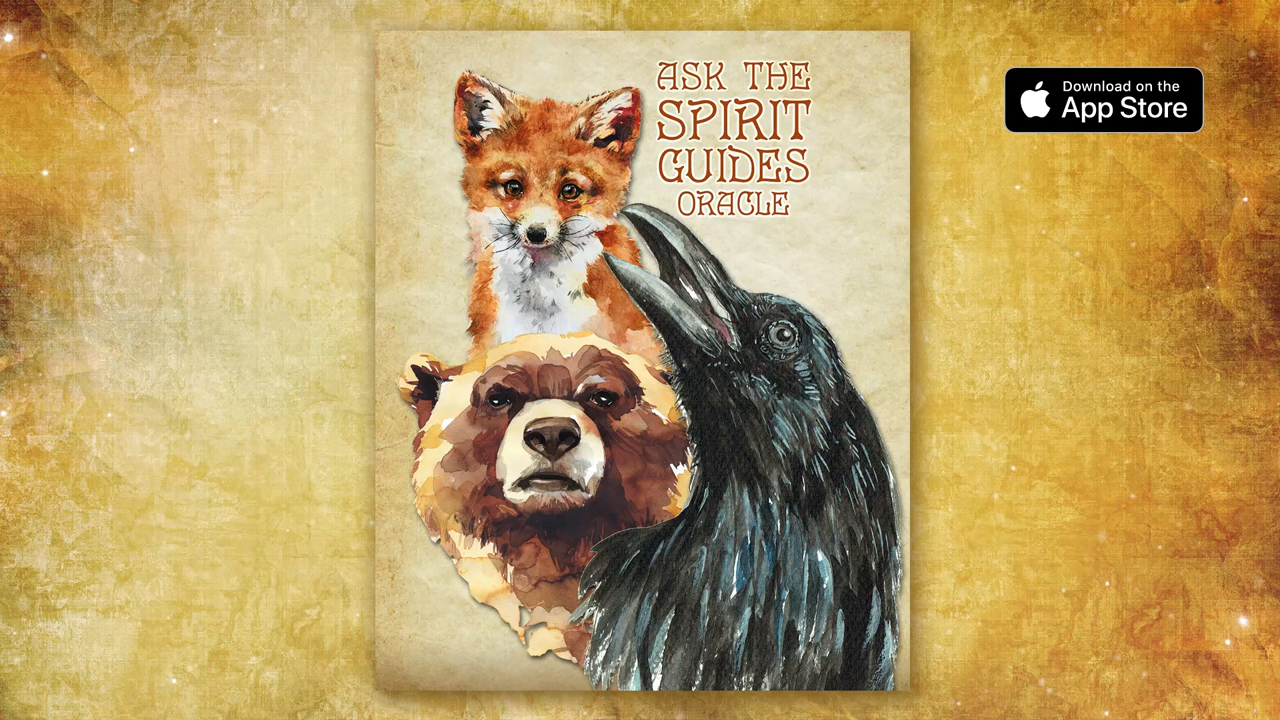 ASK THE
SPIRIT
GUIDES
ORACLE
Download on the
App Store